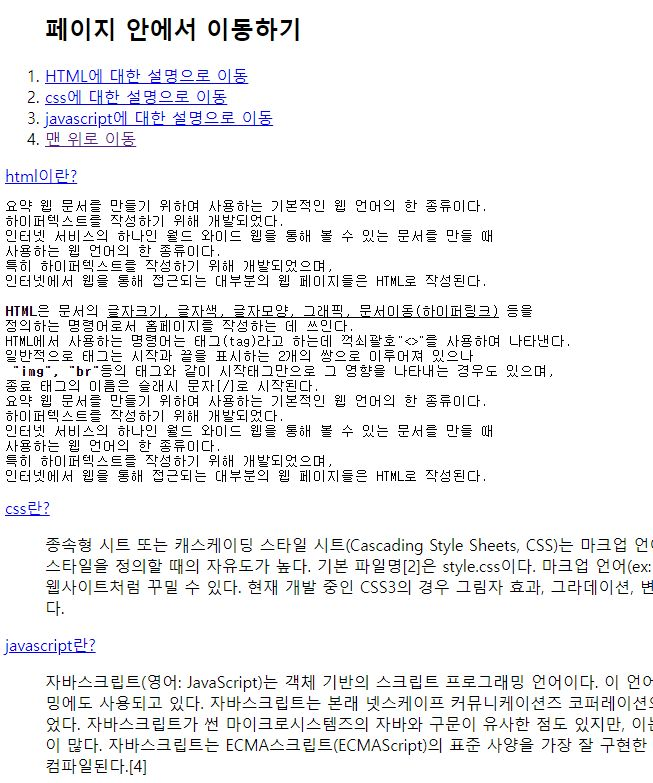 페이지 안에서 이동하기
1. HTML에 대한 설명으로 이동
2. css에 대한 설명으로 이동
3. javascript에 대한 설명으로 이동
4. 맨 위로 이동
html이란?
요약 웹 문서를 만들기 위하여 사용하는 기본적인 웹 언어의 한 종류이다.
하이퍼텍스트를 작성하기 위해 개발되었다.
인터넷 서비스의 하나인 월드 와이드 웹을 통해 볼 수 있는 문서를 만들 때
사용하는 웹 언어의 한 종류이다.
특히 하이퍼텍스트를 작성하기 위해 개발되었으며,
인터넷에서 웹을 통해 접근되는 대부분의 웹 페이지들은 HTML로 작성된다.
HTML은 문서의 글자크기, 글자색, 글자모양, 그래픽, 문서이동(하이퍼링크) 등을
정의하는 명령어로서 홈페이지를 작성하는 데 쓰인다.
HTML에서 사용하는 명령어는 태그(tag)라고 하는데 꺽쇠괄호"<>"를 사용하여 나타낸다.
일반적으로 태그는 시작과 끝을 표시하는 2개의 쌍으로 이루어져 있으나
"img", "br"등의 태그와 같이 시작태그만으로 그 영향을 나타내는 경우도 있으며,
종료 태그의 이름은 슬래시 문자[/]로 시작된다.
요약 웹 문서를 만들기 위하여 사용하는 기본적인 웹 언어의 한 종류이다.
하이퍼텍스트를 작성하기 위해 개발되었다.
인터넷 서비스의 하나인 월드 와이드 웹을 통해 볼 수 있는 문서를 만들 때
사용하는 웹 언어의 한 종류이다.
특히 하이퍼텍스트를 작성하기 위해 개발되었으며,
인터넷에서 웹을 통해 접근되는 대부분의 웹 페이지들은 HTML로 작성된다.
css란?
종속형 시트 또는 캐스케이딩 스타일 시트(Cascading Style Sheets, CSS)는 마크업 언
스타일을 정의할 때의 자유도가 높다. 기본 파일명[2]은 style.css이다. 마크업 언어(ex:
웹사이트처럼 꾸밀 수 있다. 현재 개발 중인 CSS3의 경우 그림자 효과, 그라데이션, 변
다.
javascript란?
자바스크립트(영어: JavaScript)는 객체 기반의 스크립트 프로그래밍 언어이다. 이 언어
밍에도 사용되고 있다. 자바스크립트는 본래 넷스케이프 커뮤니케이션즈 코퍼레이션
었다. 자바스크립트가 썬 마이크로시스템즈의 자바와 구문이 유사한 점도 있지만, 이는
이 많다. 자바스크립트는 ECMA스크립트(ECMAScript)의 표준 사양을 가장 잘 구현한
컴파일된다.[4]